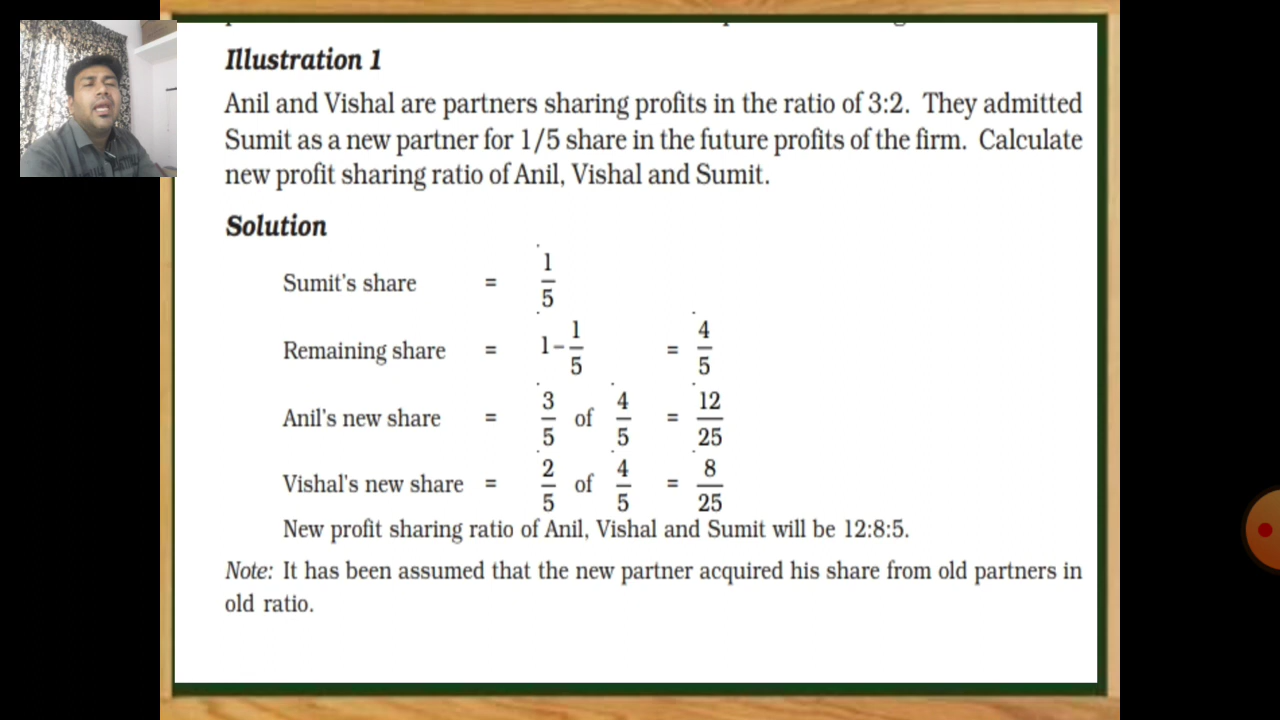 Illustration 1
Anil and Vishal are partners sharing profits in the ratio of 3:2. They admitted
Sumit as a new partner for 1/5 share in the future profits of the firm. Calculate
new profit sharing ratio of Anil, Vishal and Sumit.
Solution
Sumit's share = 1/5
Remaining share = 1 – 1/5 = 4/5
Anil's new share = 3/5 of 4/5 = 12/25
Vishal's new share = 2/5 of 4/5 = 8/25
New profit sharing ratio of Anil, Vishal and Sumit will be 12:8:5.
Note: It has been assumed that the new partner acquired his share from old partners in
old ratio.